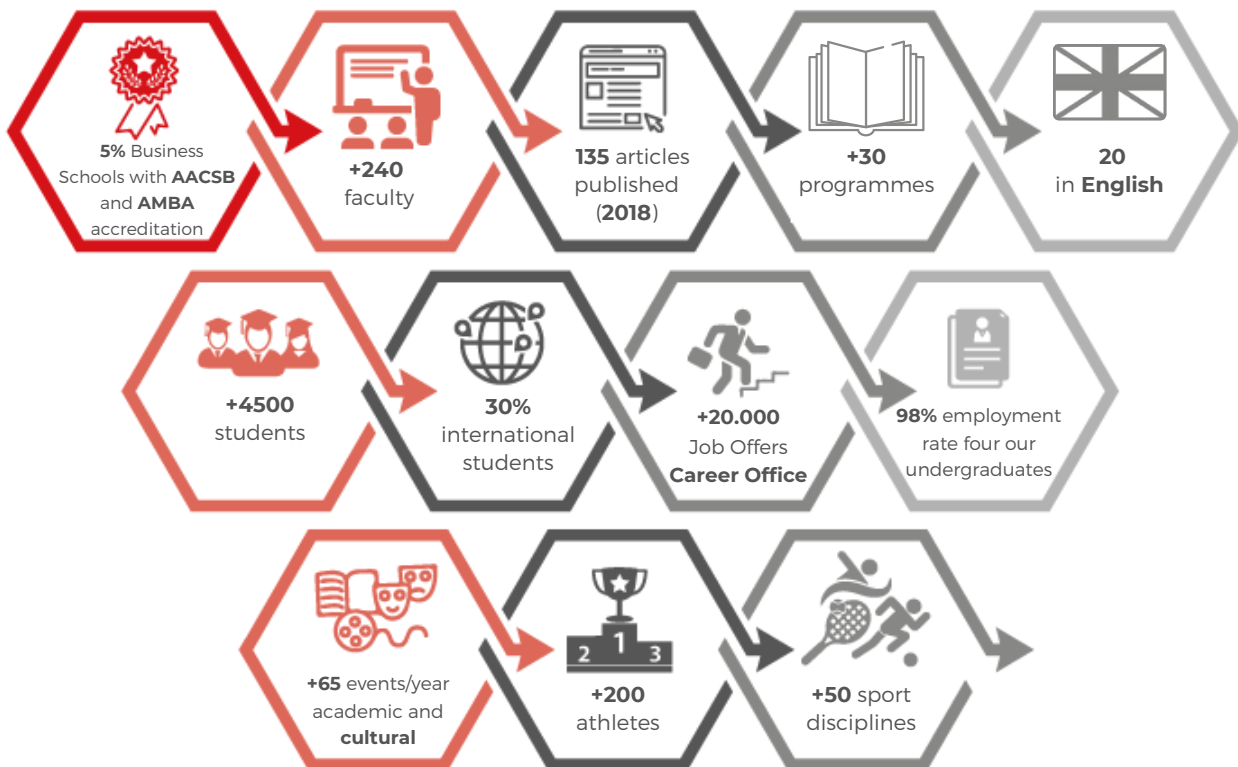 5% Business
Schools with AACSB
and AMBA
accreditation
+240
faculty
135 articles
published
(2018)
+30
programmes
20
in English
+4500
students
30%
international
students
+20.000
Job Offers
Career Office
98% employment
rate four our
undergraduates
+65 events/year
academic and
cultural
2 1 3
+200
athletes
+50 sport
disciplines